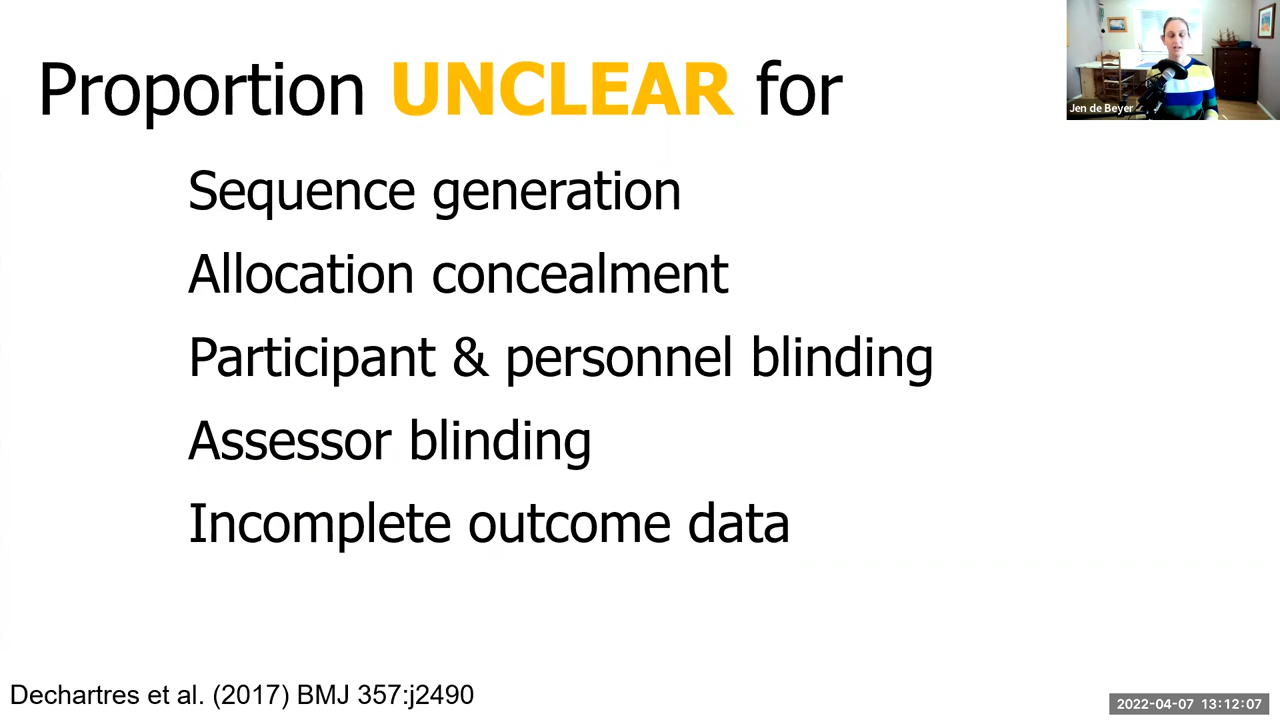 Proportion UNCLEAR for
Jen de Beyer
Sequence generation
Allocation concealment
Participant & personnel blinding
Assessor blinding
Incomplete outcome data
Dechartres et al. (2017) BMJ 357:j2490
2022-04-07 13:12:07